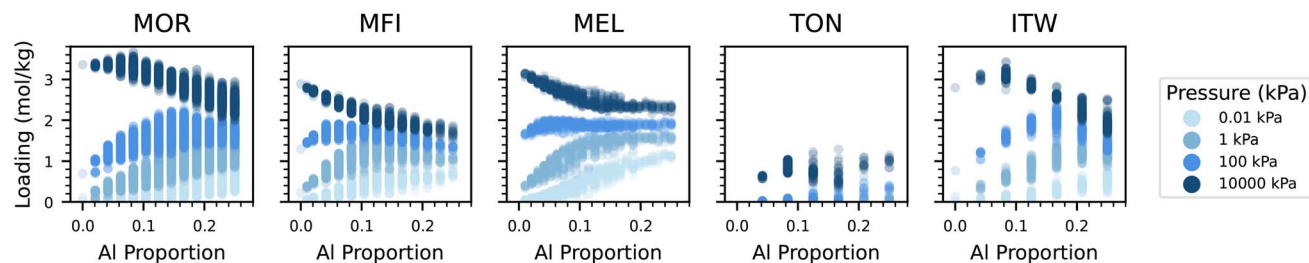 MOR MFI MEL TON ITW
Loading (mol/kg)
3
2
1
0
0.0 0.1 0.2 0.0 0.1 0.2 0.0 0.1 0.2 0.0 0.1 0.2 0.0 0.1 0.2
Al Proportion Al Proportion Al Proportion Al Proportion Al Proportion
Pressure (kPa)
0.01 kPa
1 kPa
100 kPa
10000 kPa